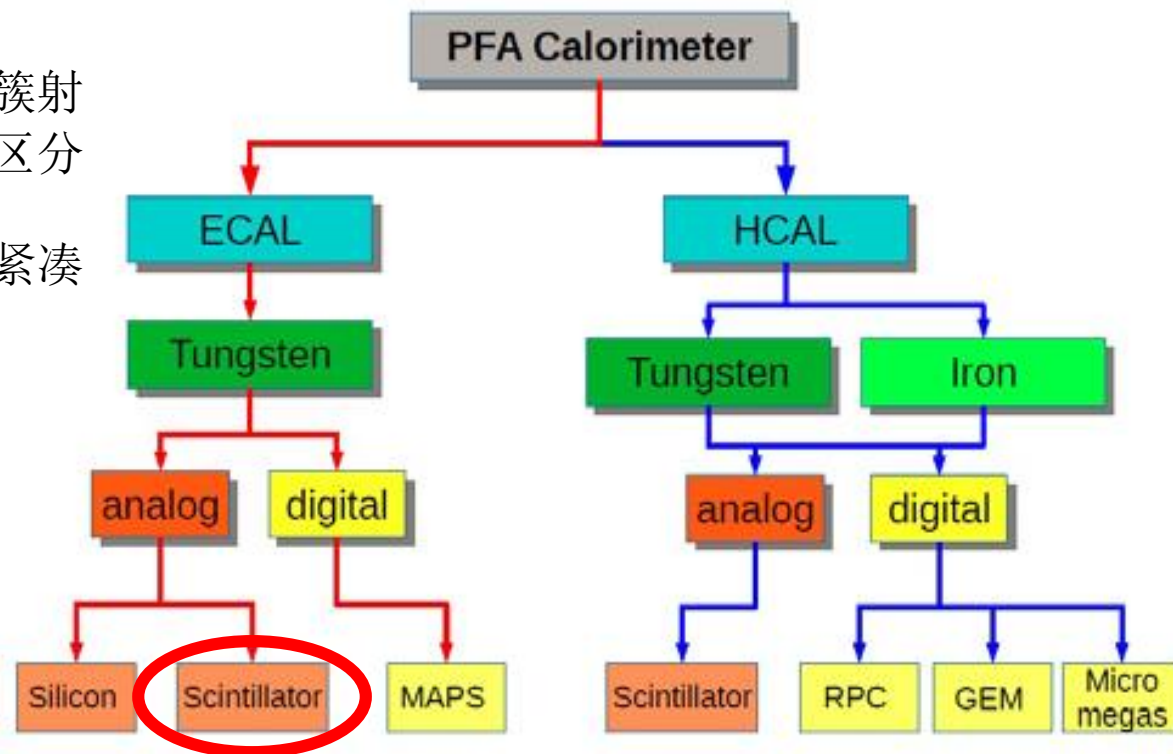 PFA Calorimeter
簇射
区分
紧凑
ECAL
HCAL
Tungsten
Tungsten
Iron
analog
digital
analog
digital
Silicon
Scintillator
MAPS
Scintillator
RPC
GEM
Micro
megas